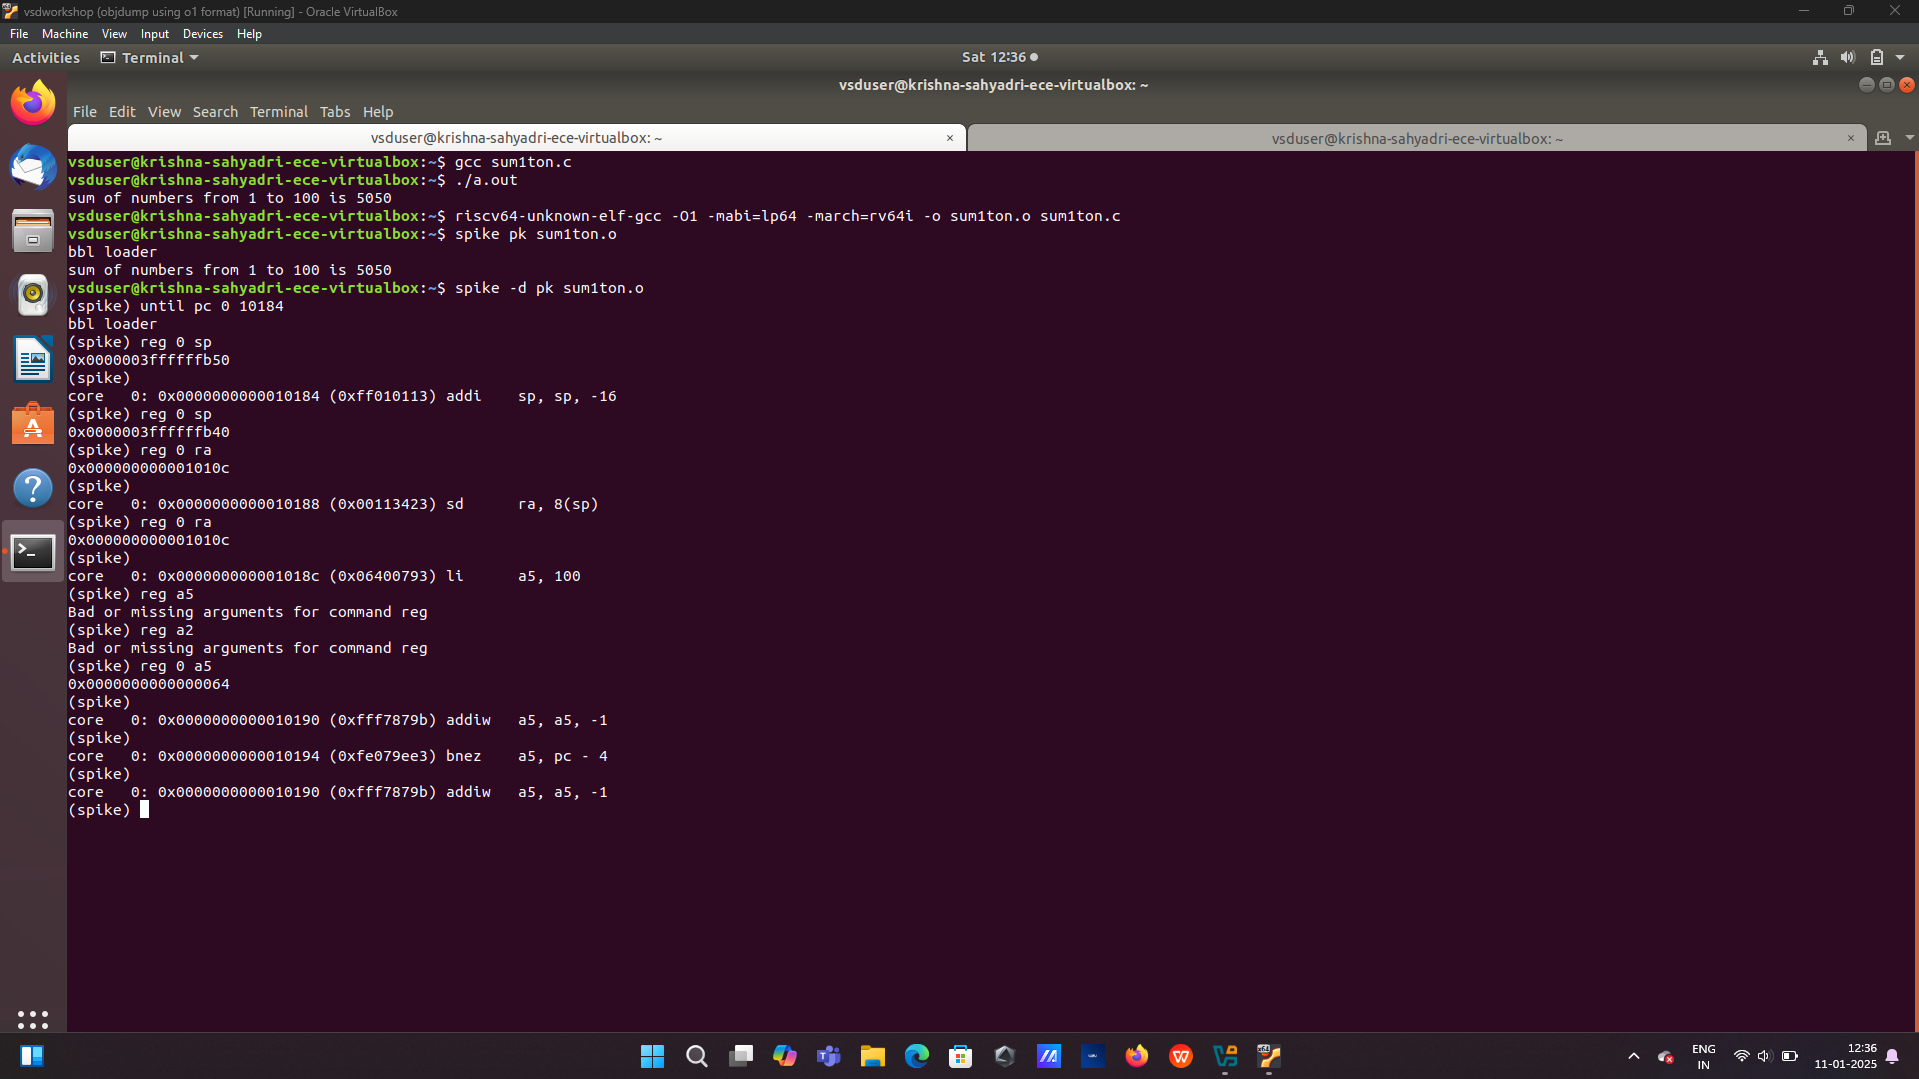 vsdworkshop (objdump using o1 format) [Running] - Oracle VirtualBox
File Machine View Input Devices Help
Activities Terminal Sat 12:36
vsduser@krishna-sahyadri-ece-virtualbox: ~
File Edit View Search Terminal Tabs Help
vsduser@krishna-sahyadri-ece-virtualbox: ~ × vsduser@krishna-sahyadri-ece-virtualbox: ~ ×
vsduser@krishna-sahyadri-ece-virtualbox:~$ gcc sum1ton.c
vsduser@krishna-sahyadri-ece-virtualbox:~$ ./a.out
sum of numbers from 1 to 100 is 5050
vsduser@krishna-sahyadri-ece-virtualbox:~$ riscv64-unknown-elf-gcc -O1 -mabi=lp64 -march=rv64i -o sum1ton.o sum1ton.c
vsduser@krishna-sahyadri-ece-virtualbox:~$ spike pk sum1ton.o
bbl loader
sum of numbers from 1 to 100 is 5050
vsduser@krishna-sahyadri-ece-virtualbox:~$ spike -d pk sum1ton.o
(spike) until pc 0 10184
bbl loader
(spike) reg 0 sp
0x0000003ffffffb50
(spike)
core   0: 0x0000000000010184 (0xff010113) addi    sp, sp, -16
(spike) reg 0 sp
0x0000003ffffffb40
(spike) reg 0 ra
0x000000000001010c
(spike)
core   0: 0x0000000000010188 (0x00113423) sd      ra, 8(sp)
(spike) reg 0 ra
0x000000000001010c
(spike)
core   0: 0x000000000001018c (0x06400793) li      a5, 100
(spike) reg a5
Bad or missing arguments for command reg
(spike) reg a2
Bad or missing arguments for command reg
(spike) reg 0 a5
0x0000000000000064
(spike)
core   0: 0x0000000000010190 (0xfff7879b) addiw   a5, a5, -1
(spike)
core   0: 0x0000000000010194 (0xfe079ee3) bnez    a5, pc - 4
(spike)
core   0: 0x0000000000010190 (0xfff7879b) addiw   a5, a5, -1
(spike)
ENG
IN
12:36
11-01-2025